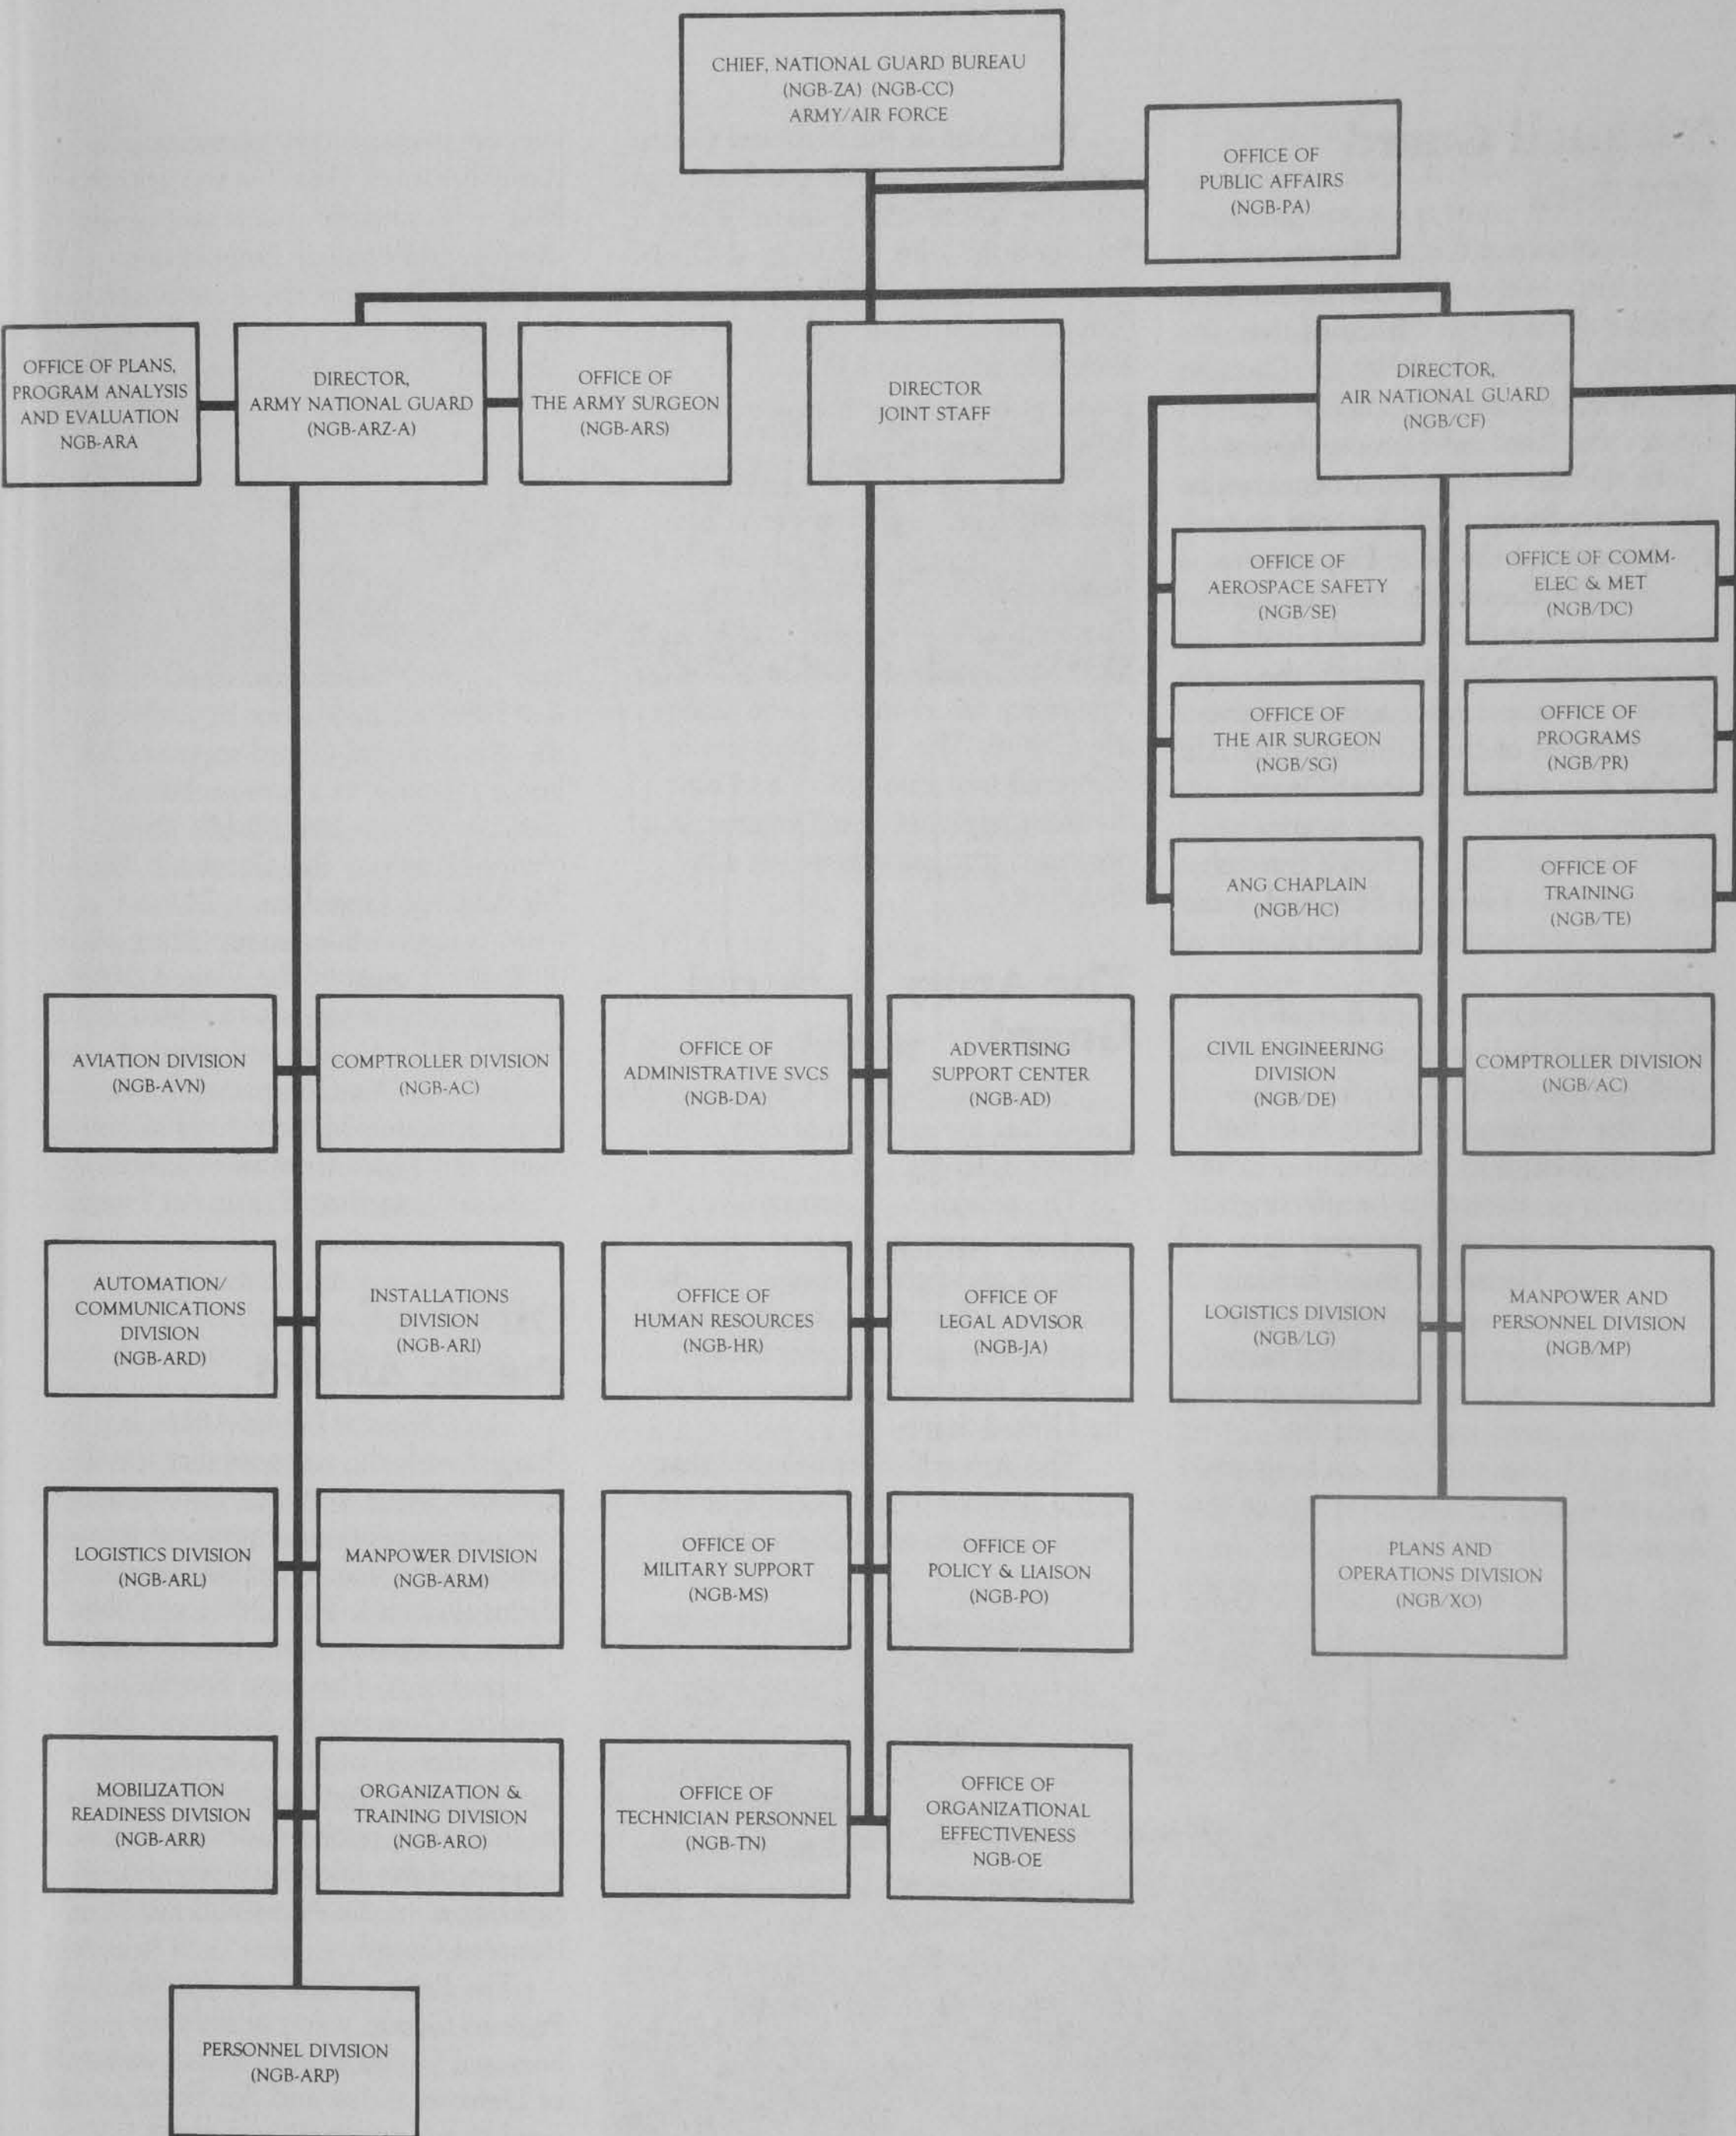 CHIEF, NATIONAL GUARD BUREAU
(NGB-ZA) (NGB-CC)
ARMY/AIR FORCE
OFFICE OF
PUBLIC AFFAIRS
(NGB-PA)
OFFICE OF PLANS,
PROGRAM ANALYSIS
AND EVALUATION
NGB-ARA
DIRECTOR,
ARMY NATIONAL GUARD
(NGB-ARZ-A)
OFFICE OF
THE ARMY SURGEON
(NGB-ARS)
DIRECTOR
JOINT STAFF
DIRECTOR,
AIR NATIONAL GUARD
(NGB/CF)
OFFICE OF
AEROSPACE SAFETY
(NGB/SE)
OFFICE OF COMM-
ELEC & MET
(NGB/DC)
OFFICE OF
THE AIR SURGEON
(NGB/SG)
OFFICE OF
PROGRAMS
(NGB/PR)
ANG CHAPLAIN
(NGB/HC)
OFFICE OF
TRAINING
(NGB/TE)
AVIATION DIVISION
(NGB-AVN)
COMPTROLLER DIVISION
(NGB-AC)
OFFICE OF
ADMINISTRATIVE SVCS
(NGB-DA)
ADVERTISING
SUPPORT CENTER
(NGB-AD)
CIVIL ENGINEERING
DIVISION
(NGB/DE)
COMPTROLLER DIVISION
(NGB/AC)
AUTOMATION/
COMMUNICATIONS
DIVISION
(NGB-ARD)
INSTALLATIONS
DIVISION
(NGB-ARI)
OFFICE OF
HUMAN RESOURCES
(NGB-HR)
OFFICE OF
LEGAL ADVISOR
(NGB-JA)
LOGISTICS DIVISION
(NGB/LG)
MANPOWER AND
PERSONNEL DIVISION
(NGB/MP)
LOGISTICS DIVISION
(NGB-ARL)
MANPOWER DIVISION
(NGB-ARM)
OFFICE OF
MILITARY SUPPORT
(NGB-MS)
OFFICE OF
POLICY & LIAISON
(NGB-PO)
PLANS AND
OPERATIONS DIVISION
(NGB/XO)
MOBILIZATION
READINESS DIVISION
(NGB-ARR)
ORGANIZATION &
TRAINING DIVISION
(NGB-ARO)
OFFICE OF
TECHNICIAN PERSONNEL
(NGB-TN)
OFFICE OF
ORGANIZATIONAL
EFFECTIVENESS
NGB-OE
PERSONNEL DIVISION
(NGB-ARP)